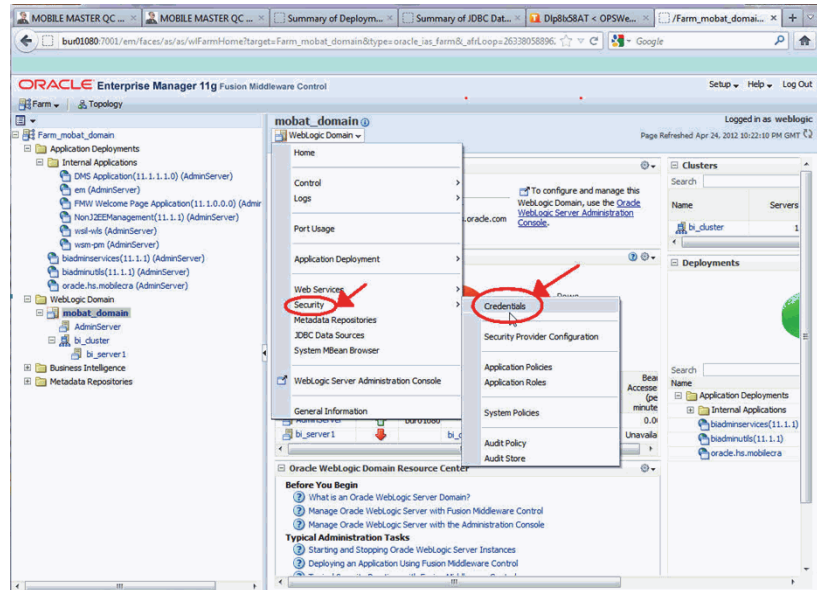 MOBILE MASTER QC ...
MOBILE MASTER QC ...
Summary of Deploym...
Summary of JDBC Dat...
Dlp8lx58AT < OPSWe...
/Farm_mobat_domai...
bur01080:7001/em/faces/as/as/wlFarmHome?target=Farm_mobat_domain&type=oracle_ias_farm&_afrLoop=26338058896.
Google
ORACLE Enterprise Manager 11g Fusion Middleware Control
Setup Help Log Out
Farm Topology
Farm_mobat_domain
Application Deployments
Internal Applications
DMS Application(11.1.1.1.0) (AdminServer)
em (AdminServer)
FMW Welcome Page Application(11.1.0.0.0) (Admir
NonJ2EEManagement(11.1.1) (AdminServer)
wsil-wls (AdminServer)
wsm-pm (AdminServer)
biadminservices(11.1.1) (AdminServer)
biadminutils(11.1.1) (AdminServer)
oracle.hs.mobilecra (AdminServer)
WebLogic Domain
mobat_domain
AdminServer
bi_cluster
bi_server1
Business Intelligence
Metadata Repositories
mobat_domain
WebLogic Domain
Logged in as weblogic
Page Refreshed Apr 24, 2012 10:22:10 PM GMT
Home
Control
Logs
Port Usage
Application Deployment
Web Services
Security
Metadata Repositories
JDBC Data Sources
System MBean Browser
WebLogic Server Administration Console
General Information
Credentials
Security Provider Configuration
Application Policies
Application Roles
System Policies
Audit Policy
Audit Store
.oracle.com
To configure and manage this
WebLogic Domain, use the Oracle
WebLogic Server Administration
Console.
Down
Bear
Accesse
(pe
minute
AdminServer bur01080 0.0
bi_server1 bi_c Unavaila
Oracle WebLogic Domain Resource Center
Before You Begin
What is an Oracle WebLogic Server Domain?
Manage Oracle WebLogic Server with Fusion Middleware Control
Manage Oracle WebLogic Server with the Administration Console
Typical Administration Tasks
Starting and Stopping Oracle WebLogic Server Instances
Deploying an Application Using Fusion Middleware Control
Clusters
Search
Name Servers
bi_cluster 1
Deployments
Search
Name
Application Deployments
Internal Applications
biadminservices(11.1.1)
biadminutils(11.1.1)
oracle.hs.mobilecra